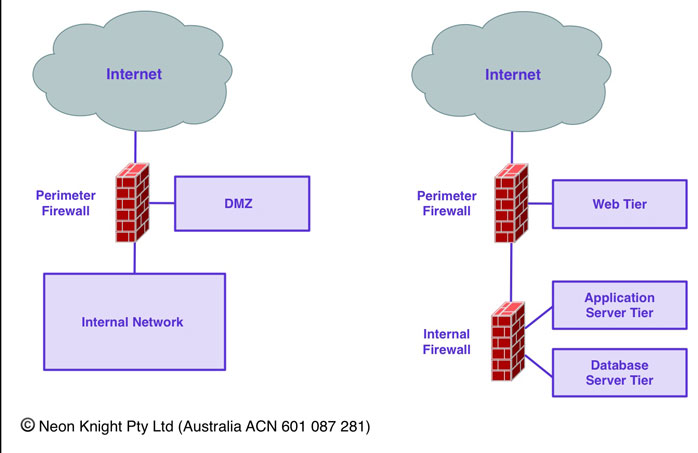 Internet
Perimeter
Firewall
DMZ
Internal Network
Internet
Perimeter
Firewall
Web Tier
Application
Server Tier
Internal
Firewall
Database
Server Tier
© Neon Knight Pty Ltd (Australia ACN 601 087 281)